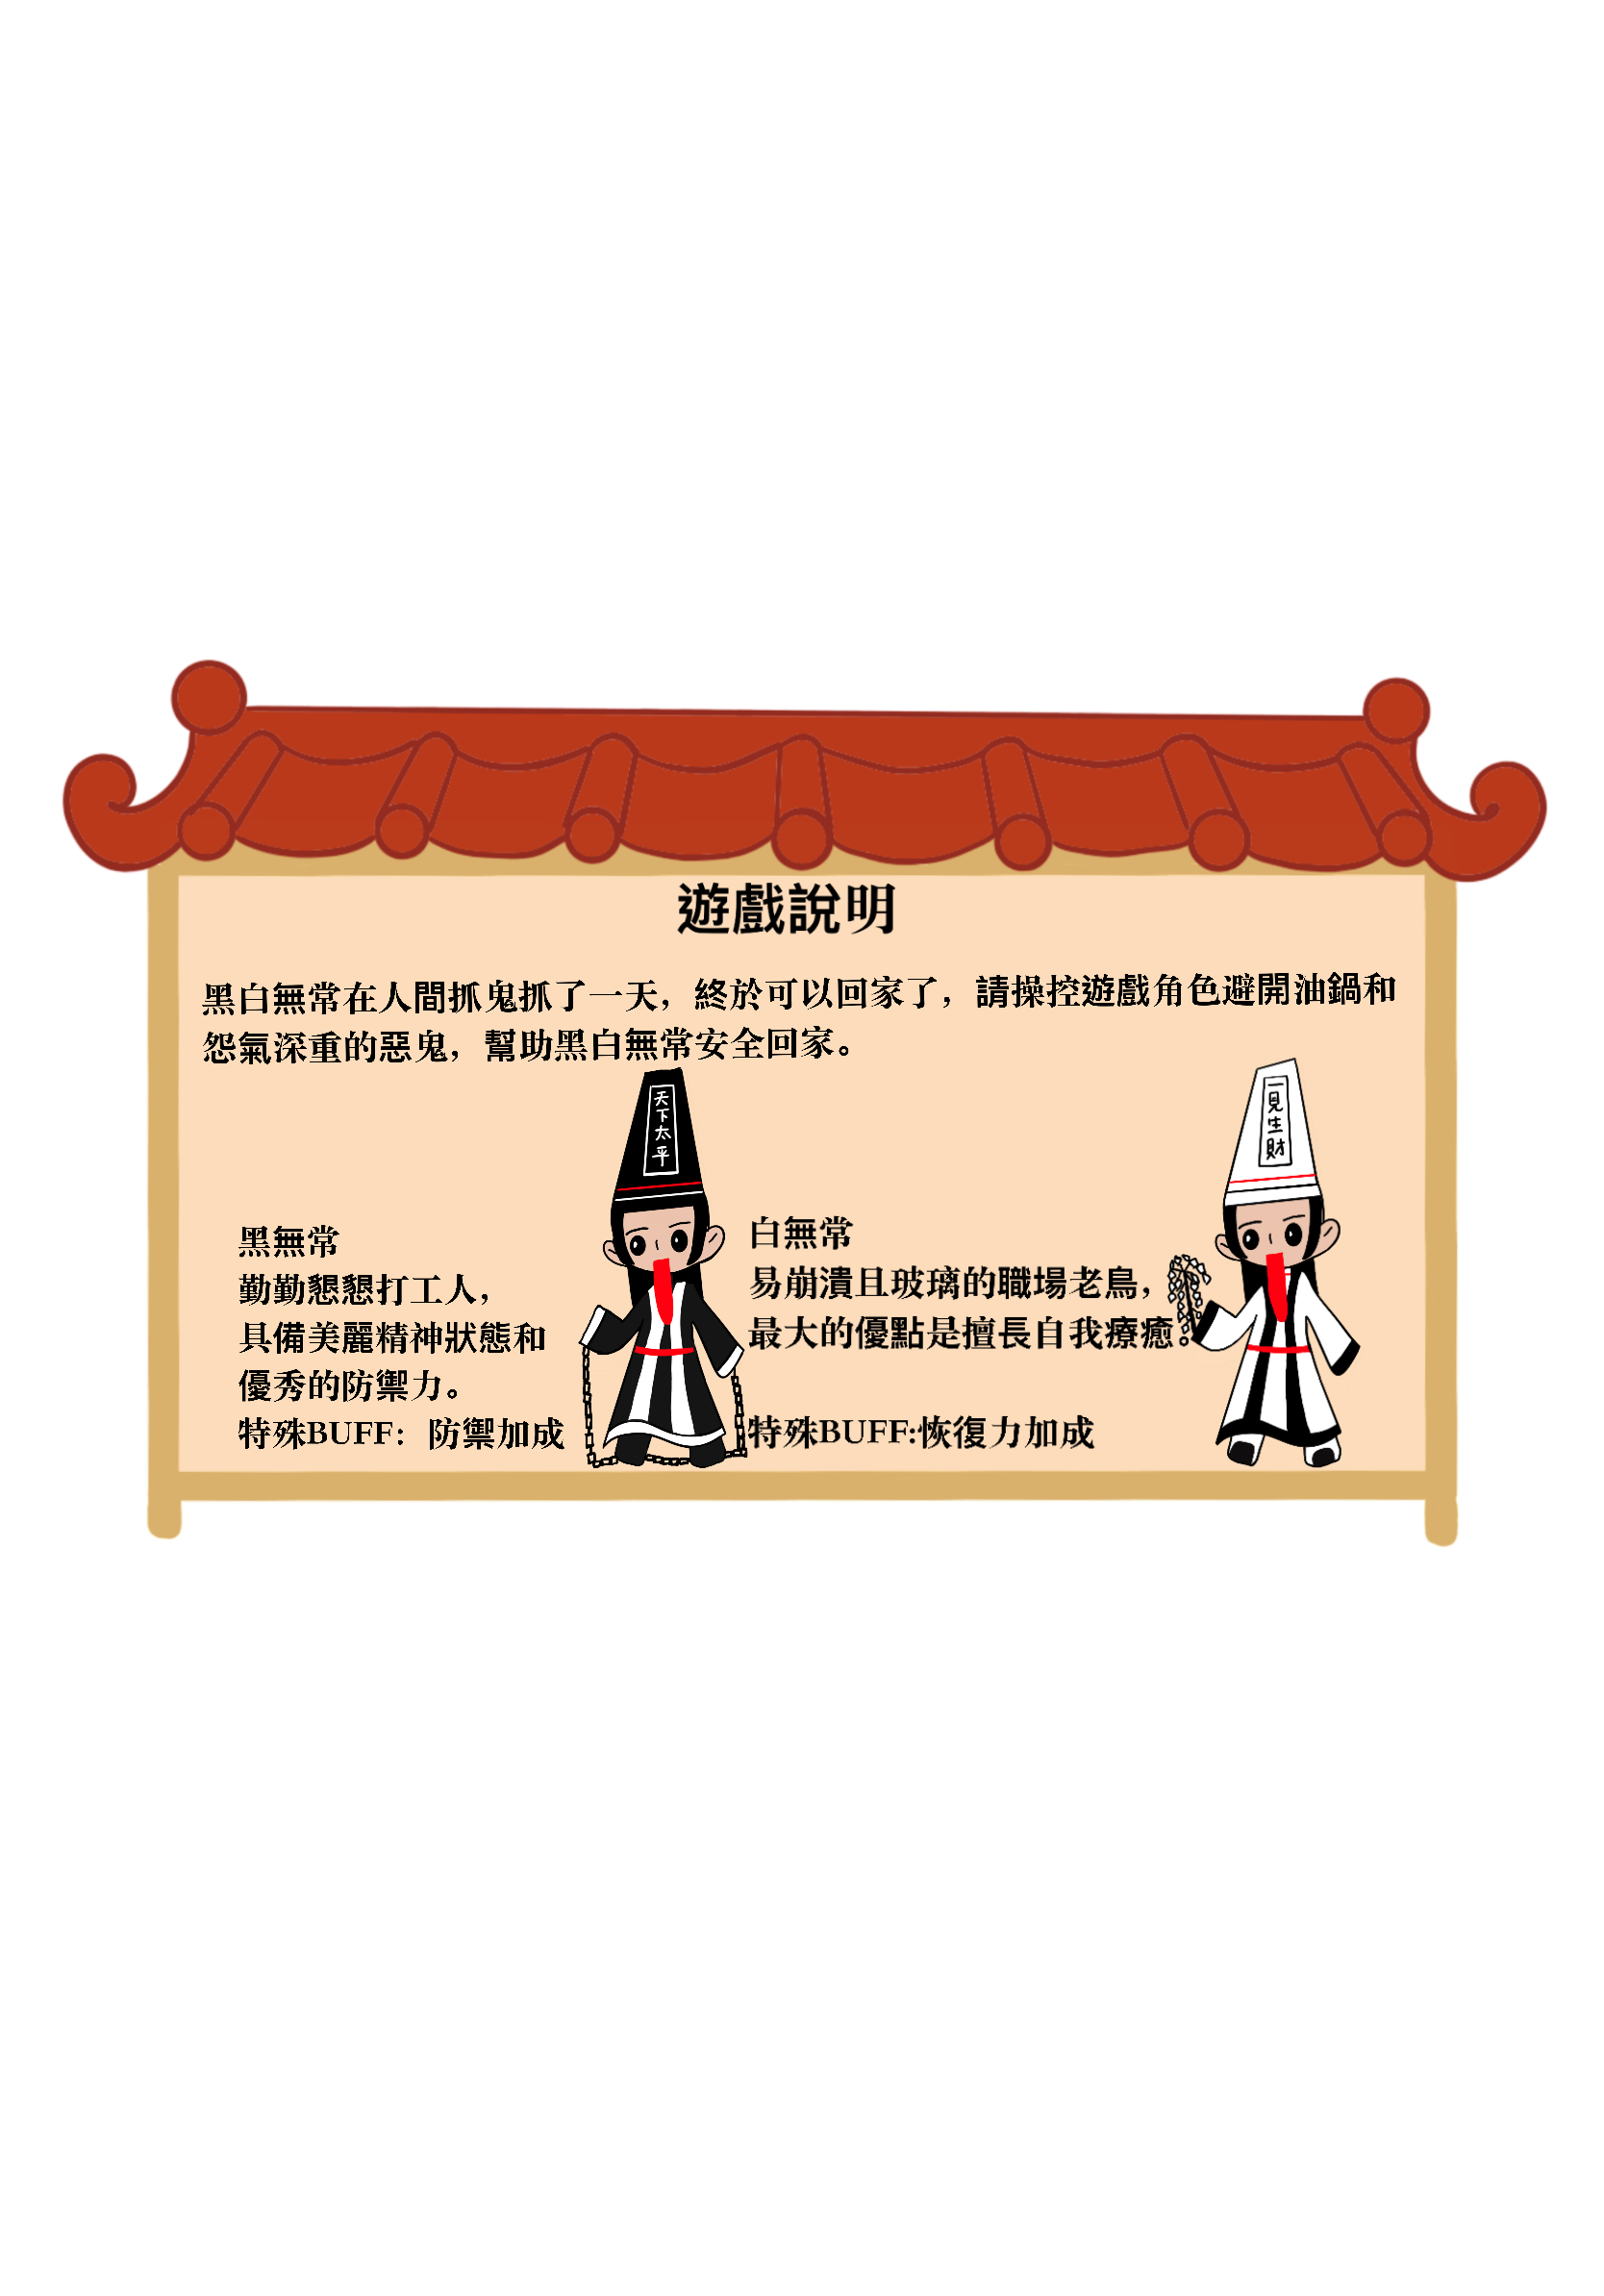 遊戲說明
黑白無常在人間抓鬼抓了一天，終於可以回家了，請操控遊戲角色避開油鍋和
怨氣深重的惡鬼，幫助黑白無常安全回家。
天下太平
黑無常
勤勤懇懇打工人，
具備美麗精神狀態和
優秀的防禦力。
特殊BUFF：防禦加成
一見生財
白無常
易崩潰且玻璃的職場老鳥，
最大的優點是擅長自我療癒。
特殊BUFF:恢復力加成